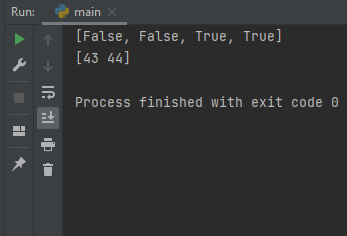 Run: main
[False, False, True, True]
[43 44]
Process finished with exit code 0